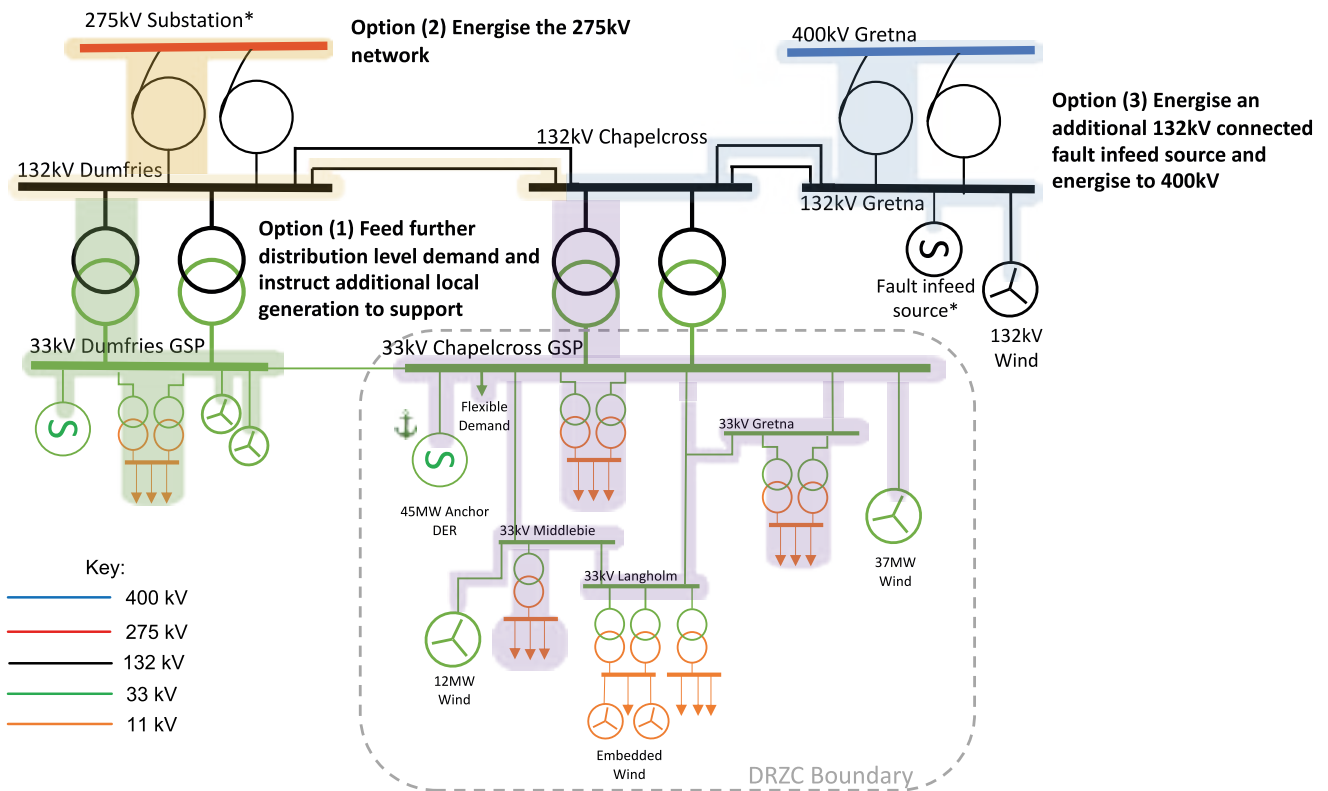 275kV Substation*
Option (2) Energise the 275kV
network
400kV Gretna
Option (3) Energise an
additional 132kV connected
fault infeed source and
energise to 400kV
132kV Chapelcross
132kV Dumfries
132kV Gretna
Option (1) Feed further
distribution level demand and
instruct additional local
generation to support
S
Fault infeed
source*
132kV
Wind
33kV Dumfries GSP
33kV Chapelcross GSP
Flexible
Demand
S
S
33kV Gretna
45MW Anchor
DER
33kV Middlebie
37MW
Wind
33kV Langholm
12MW
Wind
Embedded
Wind
DRZC Boundary
Key:
400 kV
275 kV
132 kV
33 kV
11 kV